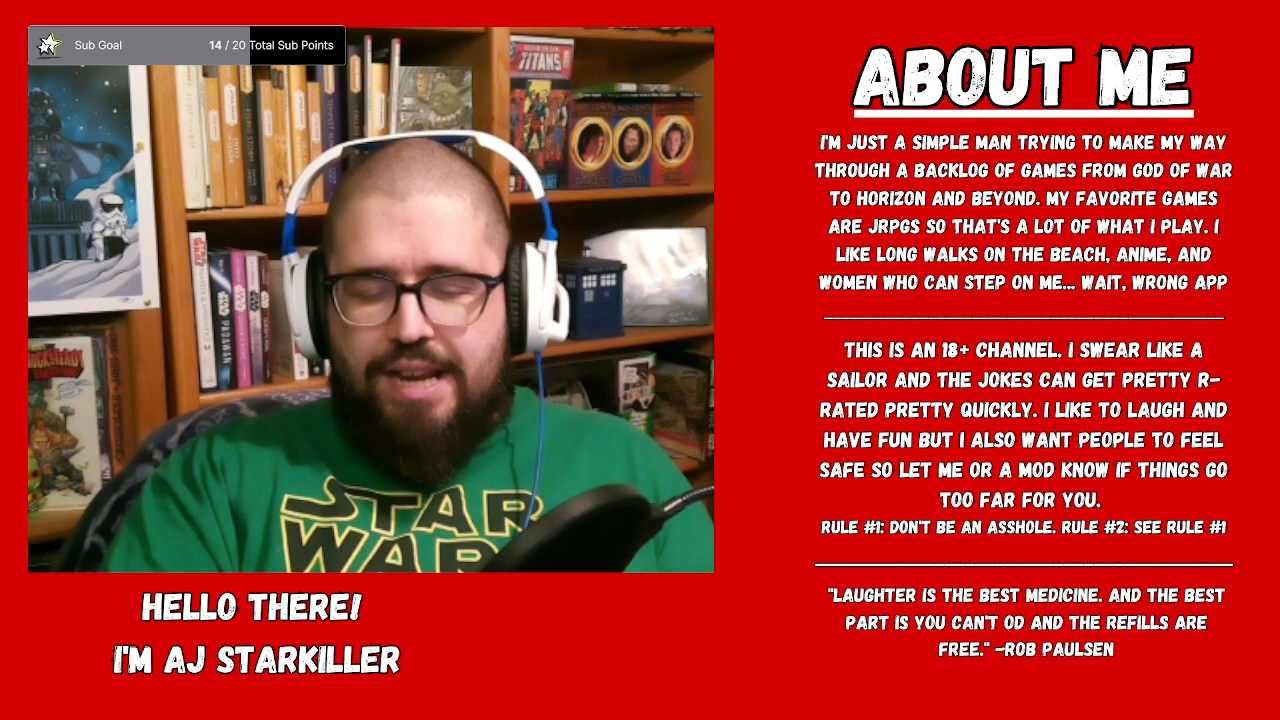 Sub Goal
14 / 20 Total Sub Points
TITANS
ROCKSTEADY
PADAWAN
STAR
WARS
HELLO THERE!
I'M AJ STARKILLER
ABOUT ME
I'M JUST A SIMPLE MAN TRYING TO MAKE MY WAY
THROUGH A BACKLOG OF GAMES FROM GOD OF WAR
TO HORIZON AND BEYOND. MY FAVORITE GAMES
ARE JRPGS SO THAT'S A LOT OF WHAT I PLAY. I
LIKE LONG WALKS ON THE BEACH, ANIME, AND
WOMEN WHO CAN STEP ON ME... WAIT, WRONG APP
THIS IS AN 18+ CHANNEL. I SWEAR LIKE A
SAILOR AND THE JOKES CAN GET PRETTY R-
RATED PRETTY QUICKLY. I LIKE TO LAUGH AND
HAVE FUN BUT I ALSO WANT PEOPLE TO FEEL
SAFE SO LET ME OR A MOD KNOW IF THINGS GO
TOO FAR FOR YOU.
RULE #1: DON'T BE AN ASSHOLE. RULE #2: SEE RULE #1
"LAUGHTER IS THE BEST MEDICINE. AND THE BEST
PART IS YOU CAN'T OD AND THE REFILLS ARE
FREE." -ROB PAULSEN